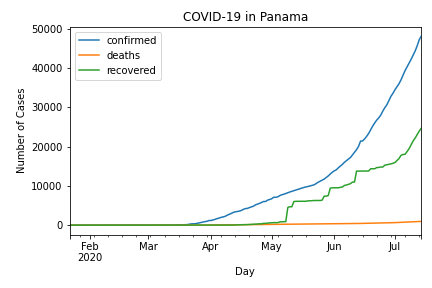 COVID-19 in Panama
confirmed
deaths
recovered
Number of Cases
50000
40000
30000
20000
10000
0
Feb
2020
Mar
Apr
May
Jun
Jul
Day